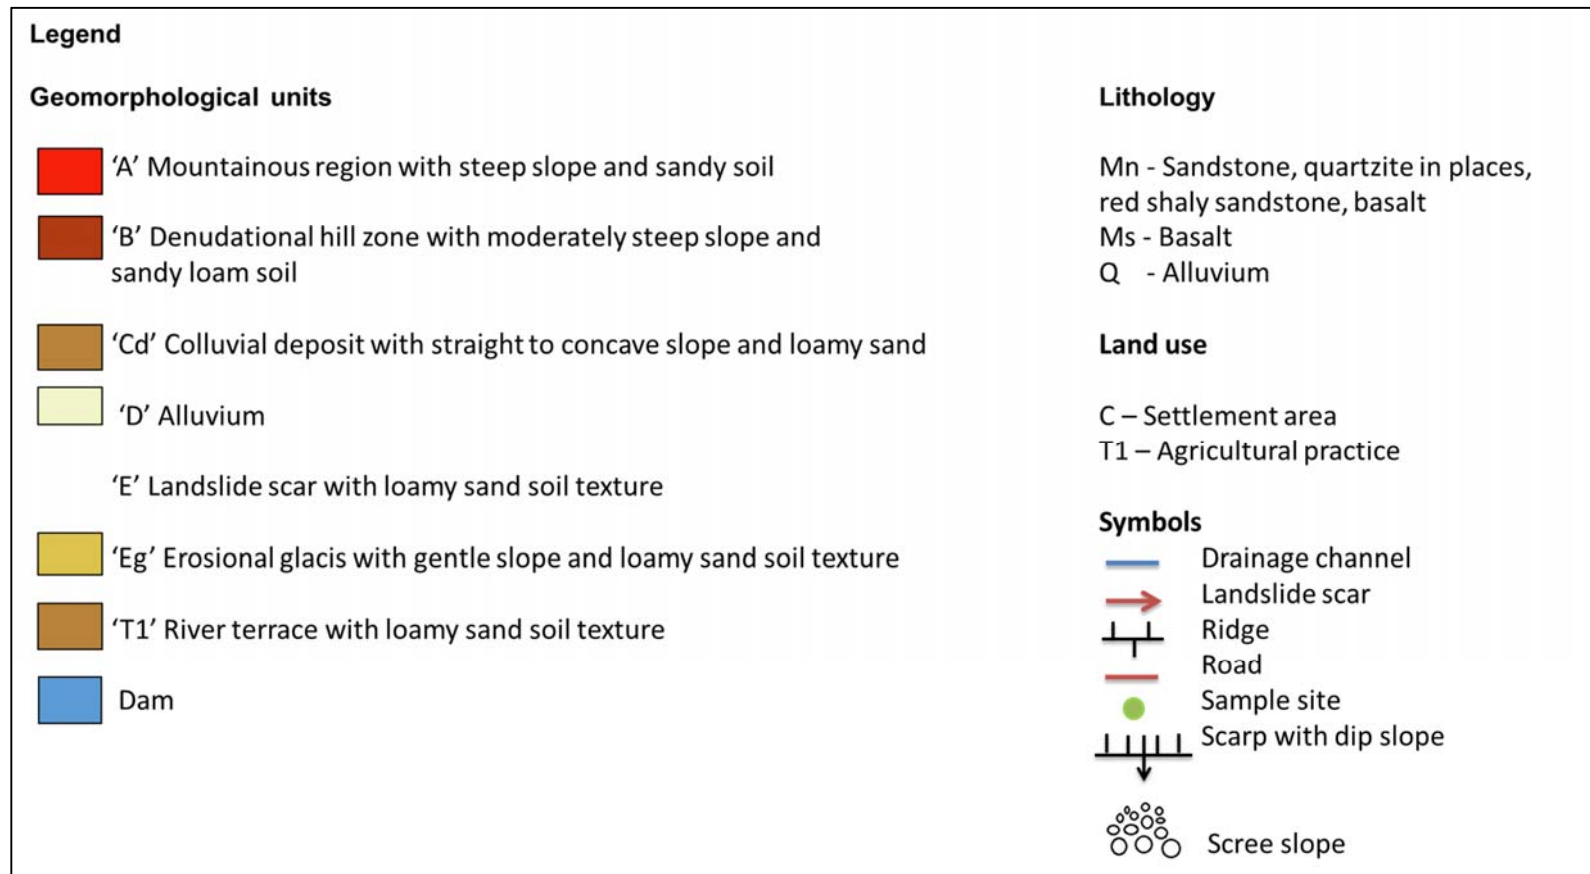 Legend
Geomorphological units
‘A’ Mountainous region with steep slope and sandy soil
‘B’ Denudational hill zone with moderately steep slope and
sandy loam soil
‘Cd’ Colluvial deposit with straight to concave slope and loamy sand
‘D’ Alluvium
‘E’ Landslide scar with loamy sand soil texture
‘Eg’ Erosional glacis with gentle slope and loamy sand soil texture
‘T1’ River terrace with loamy sand soil texture
Dam
Lithology
Mn - Sandstone, quartzite in places,
red shaly sandstone, basalt
Ms - Basalt
Q - Alluvium
Land use
C – Settlement area
T1 – Agricultural practice
Symbols
Drainage channel
Landslide scar
Ridge
Road
Sample site
Scarp with dip slope
Scree slope